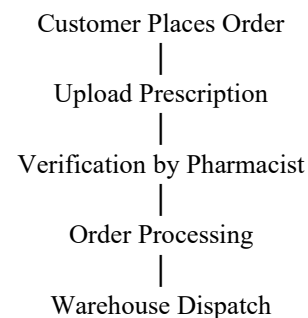 Customer Places Order
Upload Prescription
Verification by Pharmacist
Order Processing
Warehouse Dispatch